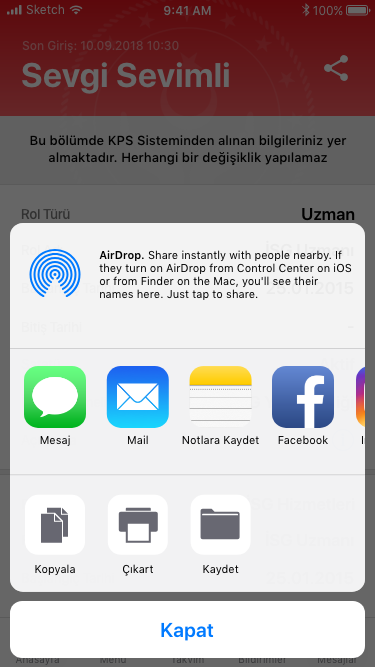 Sketch
9:41 AM
100%
Son Giriş: 10.09.2018 10:30
Sevgi Sevimli
Bu bölümde KPS Sisteminden alınan bilgileriniz yer
almaktadır. Herhangi bir değişiklik yapılamaz
Rol Türü
Uzman
AirDrop. Share instantly with people nearby. If
they turn on AirDrop from Control Center on iOS
or from Finder on the Mac, you'll see their
names here. Just tap to share.
Mesaj
Mail
Notlara Kaydet
Facebook
Kopyala
Çıkart
Kaydet
Kapat
Anasayfa
Menü
Takvim
Bildirimler
Mesajlar